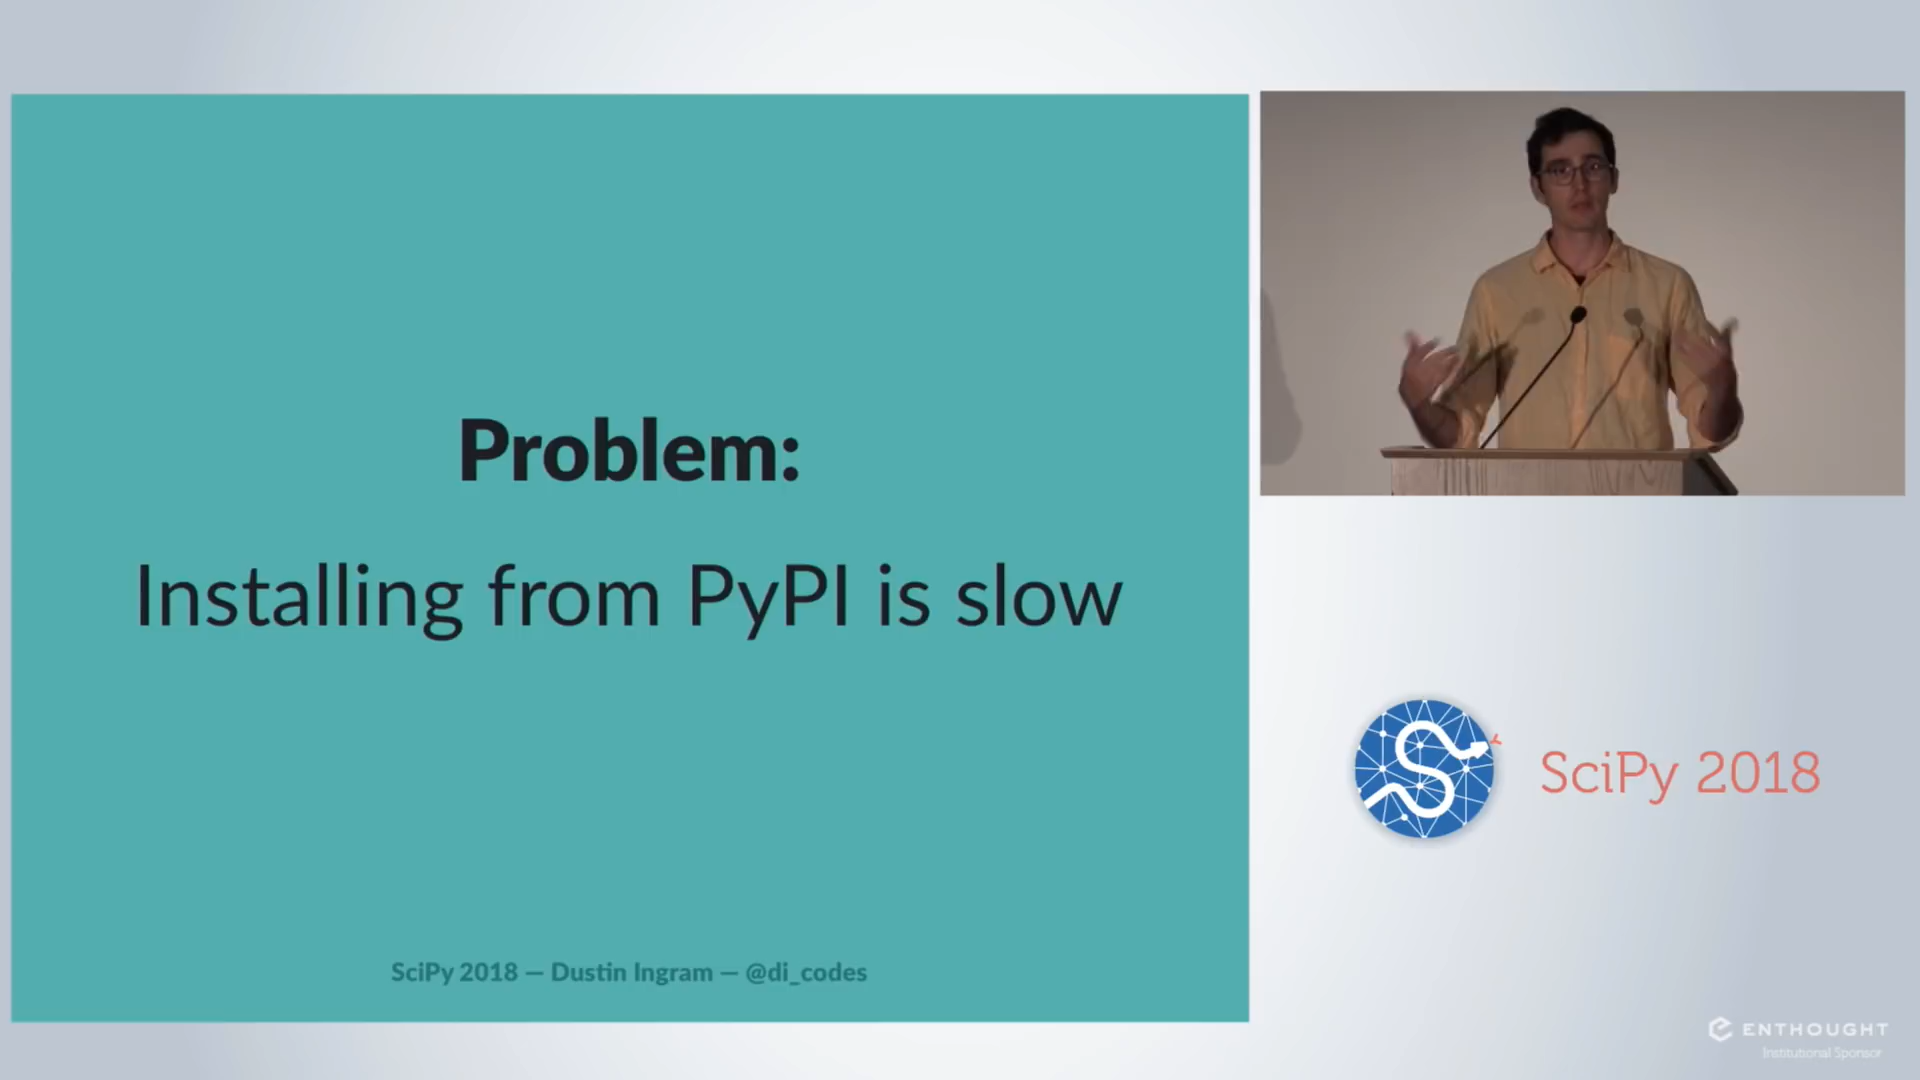 Problem:
Installing from PyPI is slow
SciPy 2018 — Dustin Ingram — @di_codes
SciPy 2018
ENTHOUGHT
Institutional Sponsor